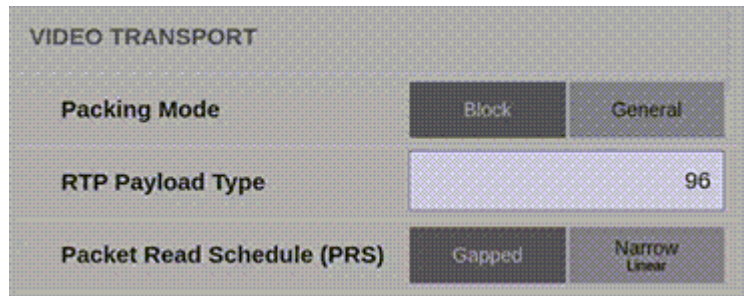 VIDEO TRANSPORT
Packing Mode Block General
RTP Payload Type 96
Packet Read Schedule (PRS) Gapped Narrow
Linear